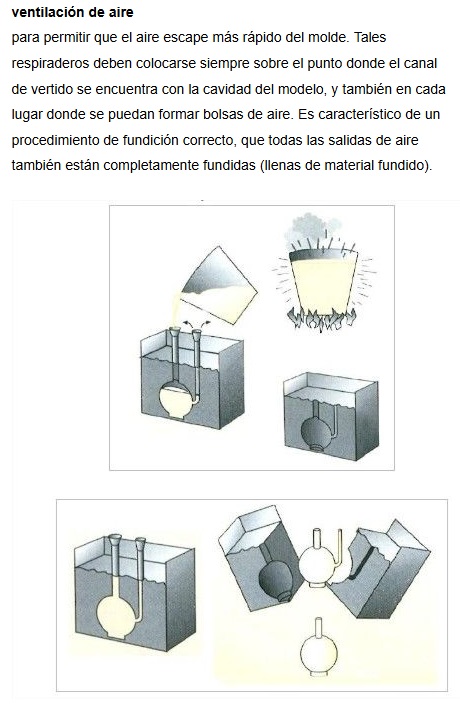 ventilación de aire
para permitir que el aire escape más rápido del molde. Tales
respiraderos deben colocarse siempre sobre el punto donde el canal
de vertido se encuentra con la cavidad del modelo, y también en cada
lugar donde se puedan formar bolsas de aire. Es característico de un
procedimiento de fundición correcto, que todas las salidas de aire
también están completamente fundidas (llenas de material fundido).